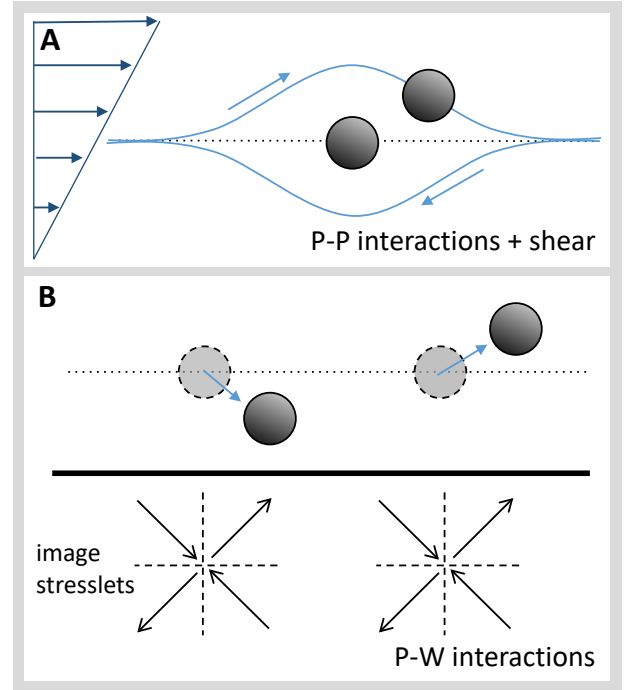 A
P-P interactions + shear
B
image
stresslets
P-W interactions